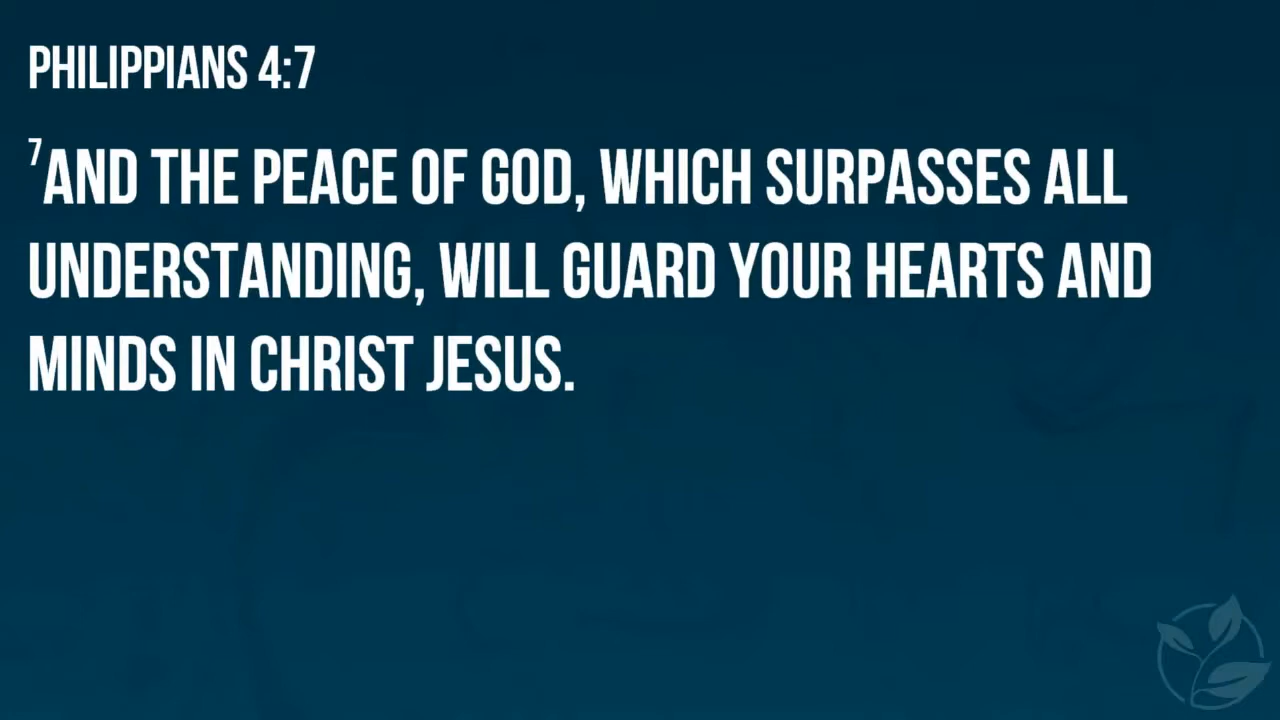 PHILIPPIANS 4:7
7AND THE PEACE OF GOD, WHICH SURPASSES ALL
UNDERSTANDING, WILL GUARD YOUR HEARTS AND
MINDS IN CHRIST JESUS.